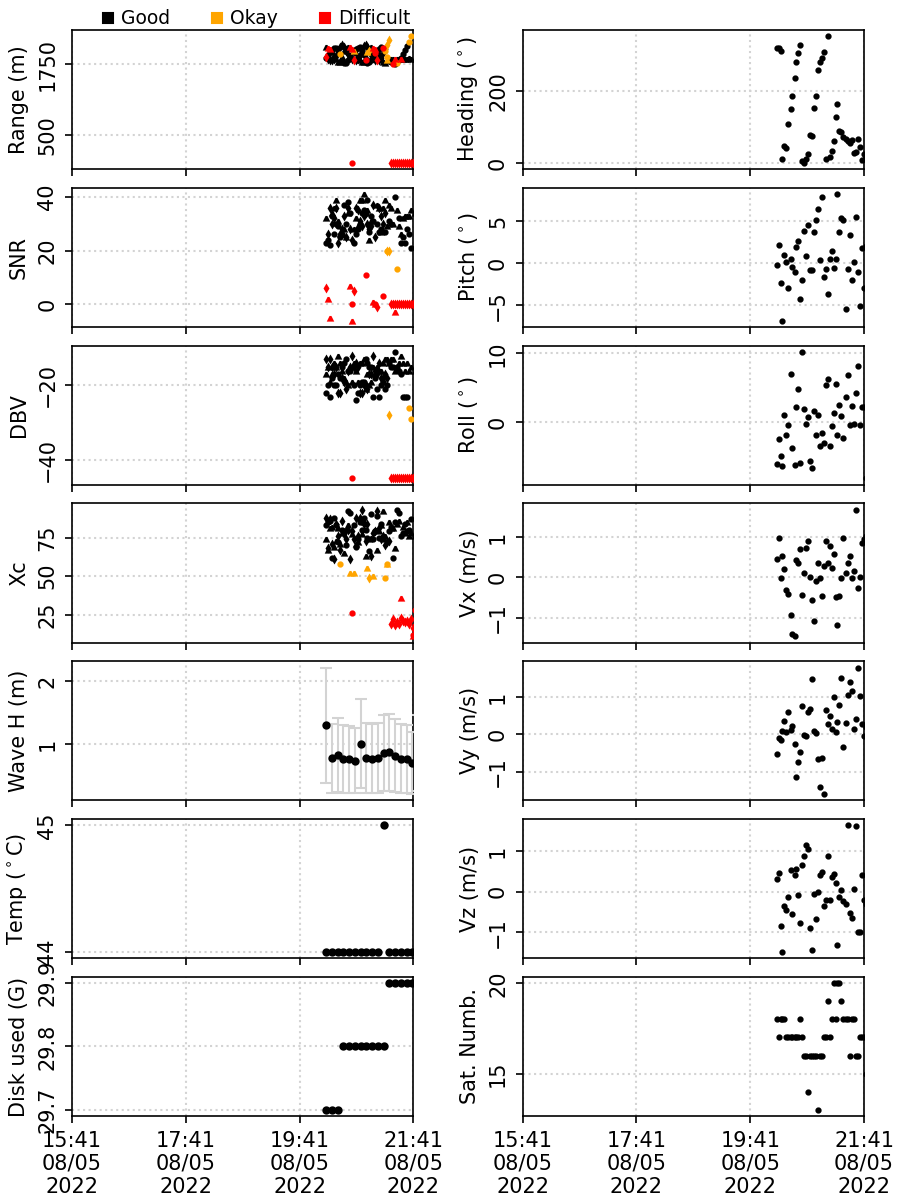 Good Okay Difficult
Range (m)
1750
500
Heading (°)
200
0
SNR
40
20
0
Pitch (°)
5
0
−5
DBV
−20
−40
Roll (°)
10
0
Xc
75
50
25
Vx (m/s)
1
0
−1
Wave H (m)
2
1
Vy (m/s)
1
0
−1
Temp (°C)
45
44
Vz (m/s)
1
0
−1
Disk used (G)
29.9
29.8
29.7
Sat. Numb.
20
15
15:41 17:41 19:41 21:41 15:41 17:41 19:41 21:41
08/05 08/05 08/05 08/05 08/05 08/05 08/05 08/05
2022 2022 2022 2022 2022 2022 2022 2022